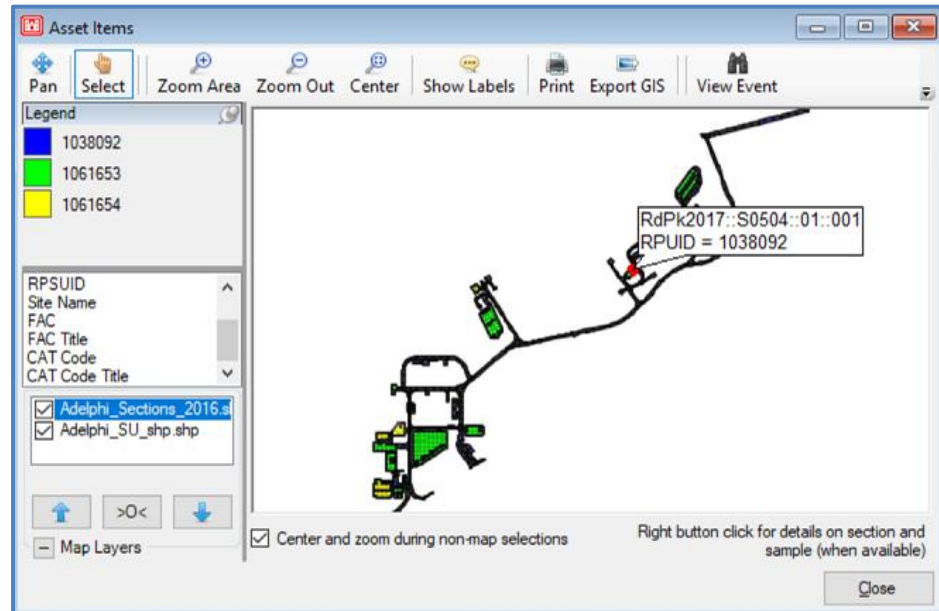 Asset Items
Pan Select Zoom Area Zoom Out Center Show Labels Print Export GIS View Event
Legend
1038092
1061653
1061654
RPSUID
Site Name
FAC
FAC Title
CAT Code
CAT Code Title
Adelphi_Sections_2016.sl
Adelphi_SU_shp.shp
>O<
Map Layers
RdPk2017::S0504::01::001
RPUID = 1038092
Center and zoom during non-map selections
Right button click for details on section and
sample (when available)
Close